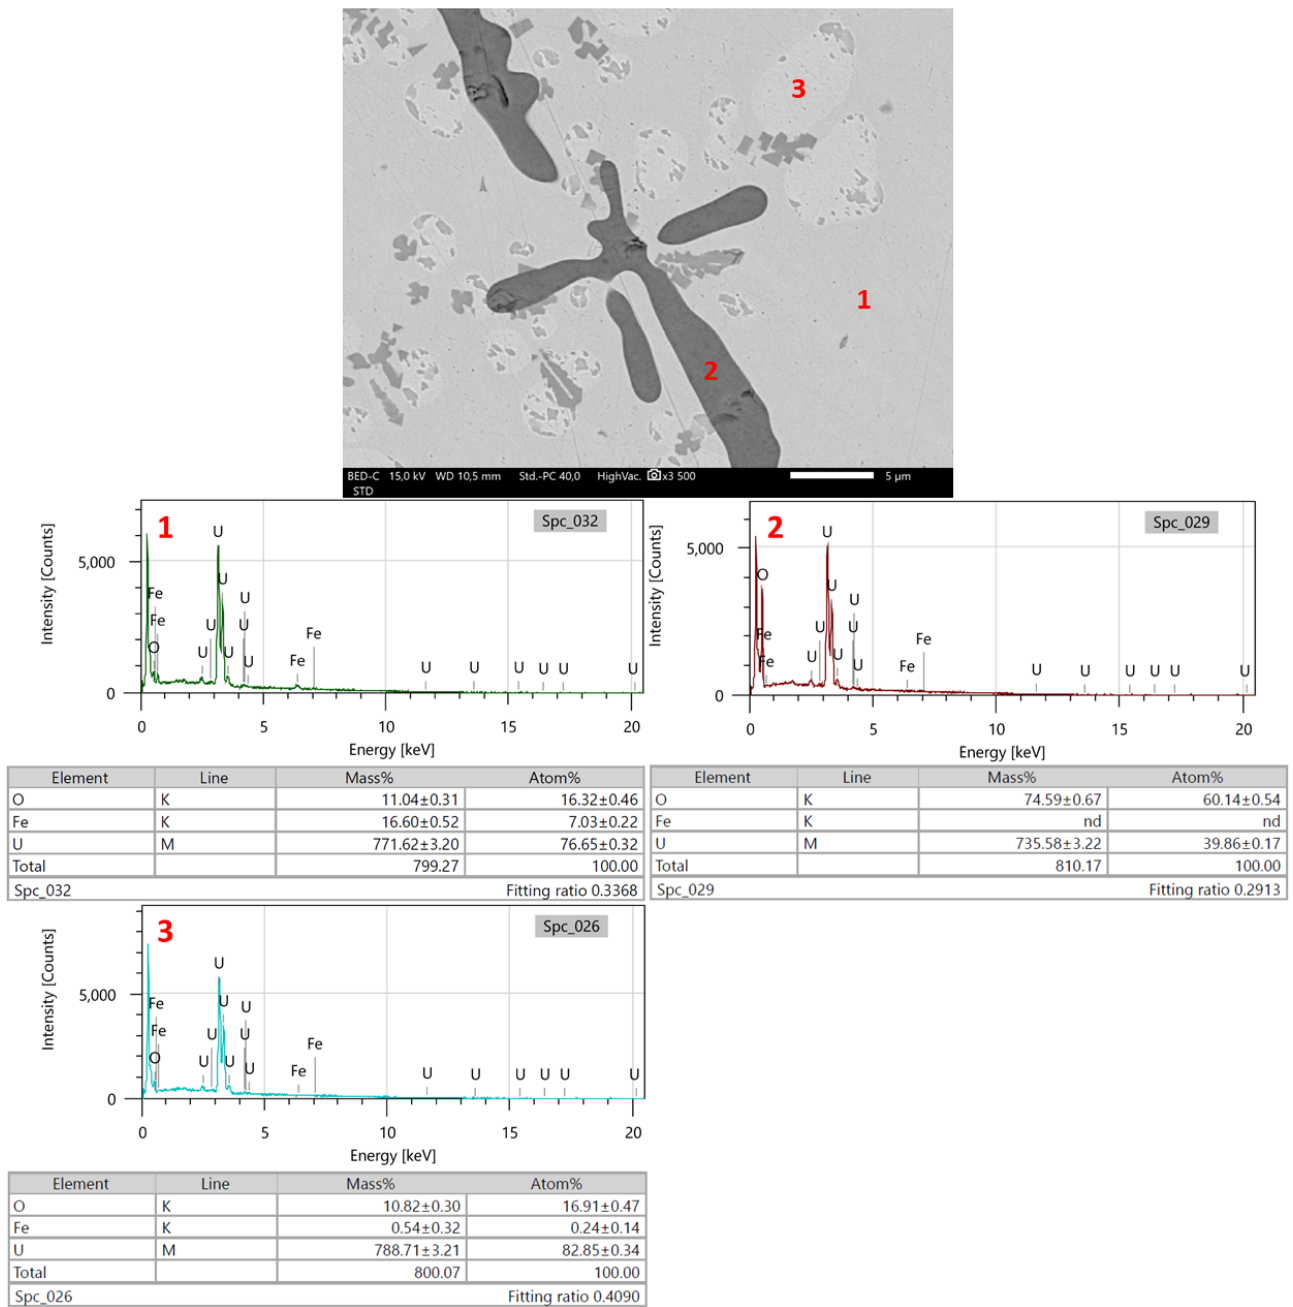 3
1
2
BED-C 15,0 kV WD 10,5 mm Std.-PC 40,0 HighVac. x3 500 5 µm
STD
1
Spc_032
Intensity [Counts]
5,000
0
U
U
Fe
U
Fe
U
U
Fe
O
U
U
U
Fe
U
U
U
U
U
U
0 5 10 15 20
Energy [keV]
2
Spc_029
Intensity [Counts]
5,000
0
U
O
U
U
Fe
U
U
Fe
Fe
U
U
U
Fe
U
U
U
U
U
U
0 5 10 15 20
Energy [keV]
Element Line Mass% Atom%
O K 11.04±0.31 16.32±0.46
Fe K 16.60±0.52 7.03±0.22
U M 771.62±3.20 76.65±0.32
Total 799.27 100.00
Spc_032 Fitting ratio 0.3368
Element Line Mass% Atom%
O K 74.59±0.67 60.14±0.54
Fe K nd nd
U M 735.58±3.22 39.86±0.17
Total 810.17 100.00
Spc_029 Fitting ratio 0.2913
3
Spc_026
Intensity [Counts]
5,000
0
U
Fe
U
U
Fe
U
U
Fe
O
U
U
U
Fe
U
U
U
U
U
U
0 5 10 15 20
Energy [keV]
Element Line Mass% Atom%
O K 10.82±0.30 16.91±0.47
Fe K 0.54±0.32 0.24±0.14
U M 788.71±3.21 82.85±0.34
Total 800.07 100.00
Spc_026 Fitting ratio 0.4090